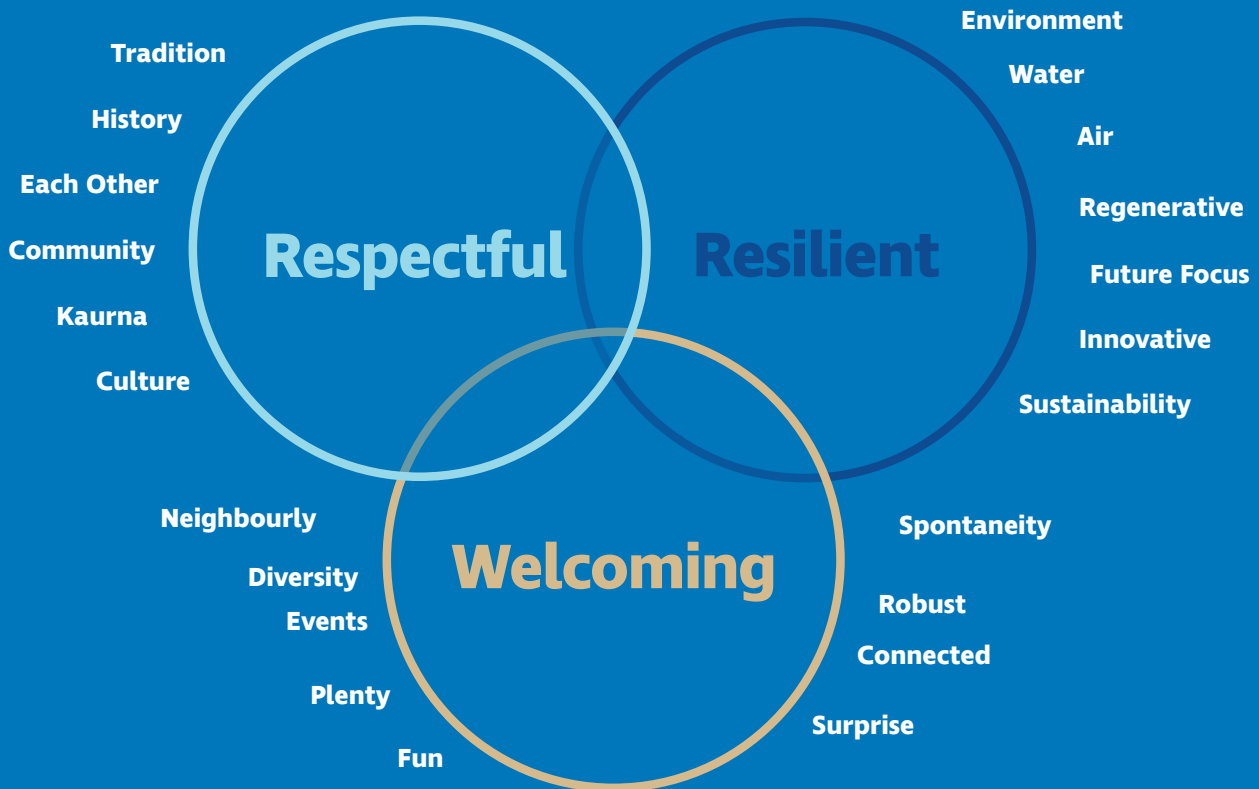 Tradition
History
Each Other
Community
Kaurna
Culture
Respectful
Resilient
Environment
Water
Air
Regenerative
Future Focus
Innovative
Sustainability
Neighbourly
Diversity
Events
Plenty
Fun
Welcoming
Spontaneity
Robust
Connected
Surprise